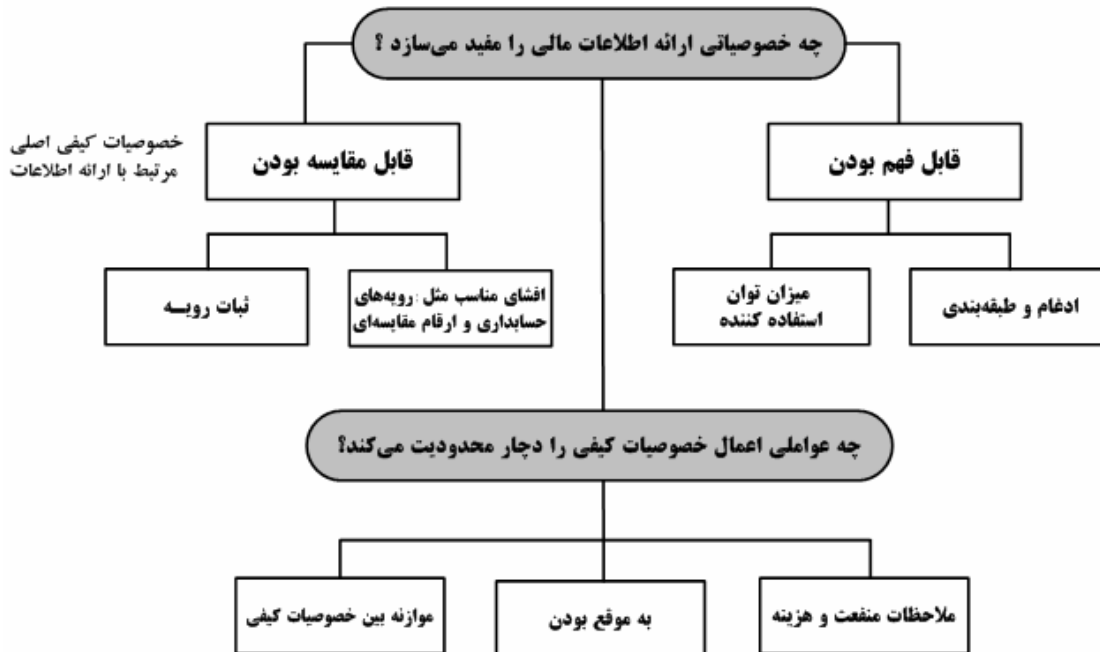 چه خصوصیاتی ارائه اطلاعات مالی را مفید می‌سازد ؟
قابل فهم بودن
قابل مقایسه بودن
خصوصیات کیفی اصلی
مرتبط با ارائه اطلاعات
ادغام و طبقه‌بندی
میزان توان
استفاده کننده
افشای مناسب مثل : رویه‌های
حسابداری و ارقام مقایسه‌ای
ثبات رویــه
چه عواملی اعمال خصوصیات کیفی را دچار محدودیت می‌کند؟
ملاحظات منفعت و هزینه
به موقع بودن
موازنه بین خصوصیات کیفی